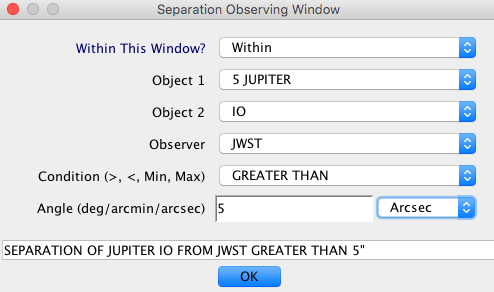 Separation Observing Window
Within This Window? Within
Object 1 5 JUPITER
Object 2 IO
Observer JWST
Condition (>, <, Min, Max) GREATER THAN
Angle (deg/arcmin/arcsec) 5 Arcsec
SEPARATION OF JUPITER IO FROM JWST GREATER THAN 5"
OK